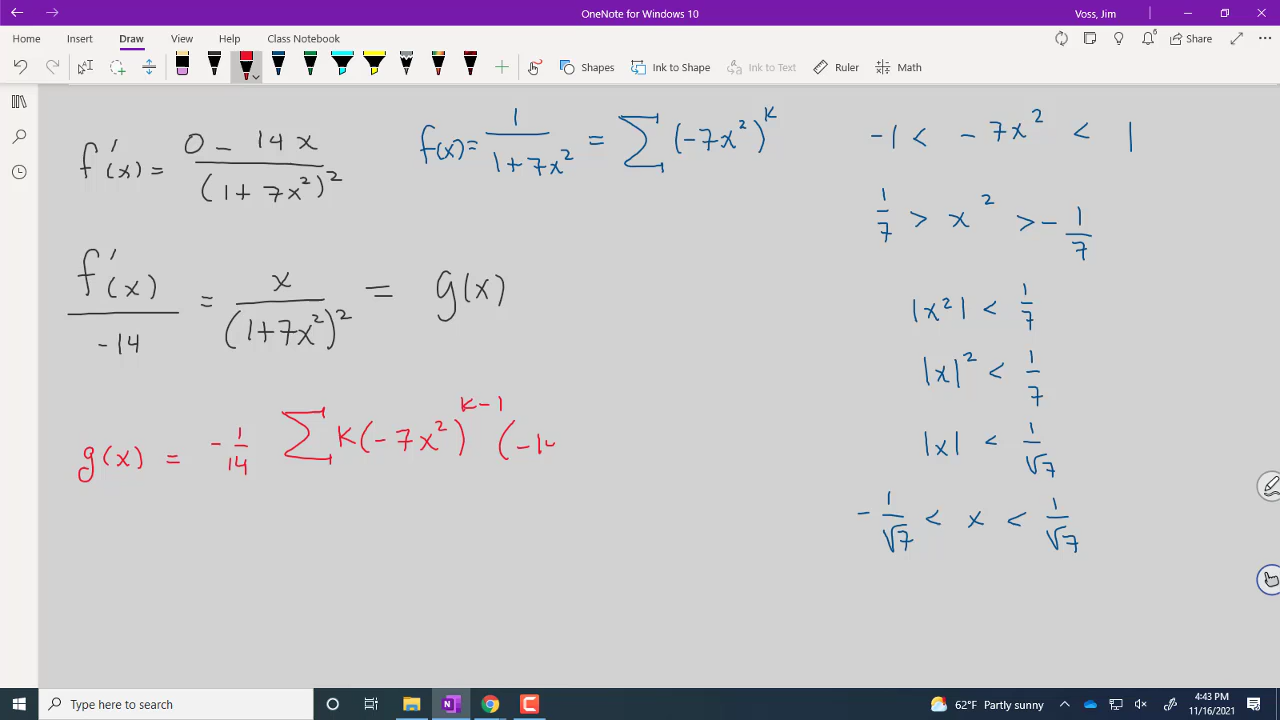 OneNote for Windows 10
Voss, Jim
Home Insert Draw View Help Class Notebook
Share
Shapes Ink to Shape Ink to Text Ruler Math
f'(x) = (0 - 14x)/(1 + 7x²)²
f(x) = 1/(1 + 7x²) = ∑ (-7x²)^k
-1 < -7x² < 1
1/7 > x² > -1/7
f'(x)/-14 = x/(1+7x²)² = g(x)
|x²| < 1/7
|x|² < 1/7
g(x) = -1/14 ∑ k(-7x²)^(k-1) (-14
|x| < 1/√7
-1/√7 < x < 1/√7
Type here to search
62°F Partly sunny
4:43 PM
11/16/2021